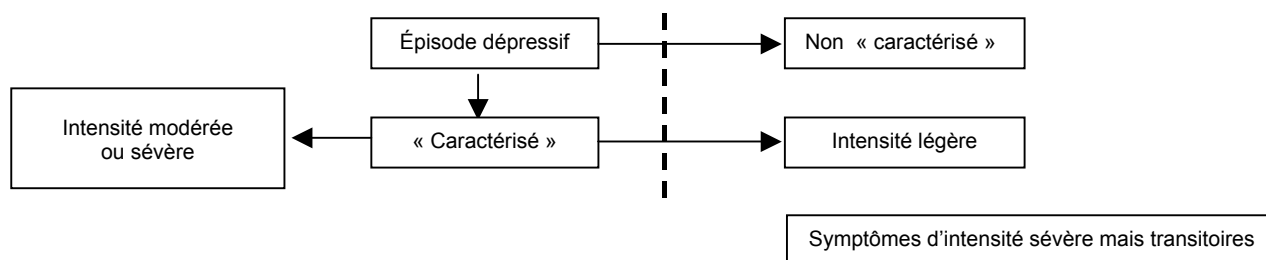 Épisode dépressif
Non « caractérisé »
Intensité modérée
ou sévère
« Caractérisé »
Intensité légère
Symptômes d’intensité sévère mais transitoires